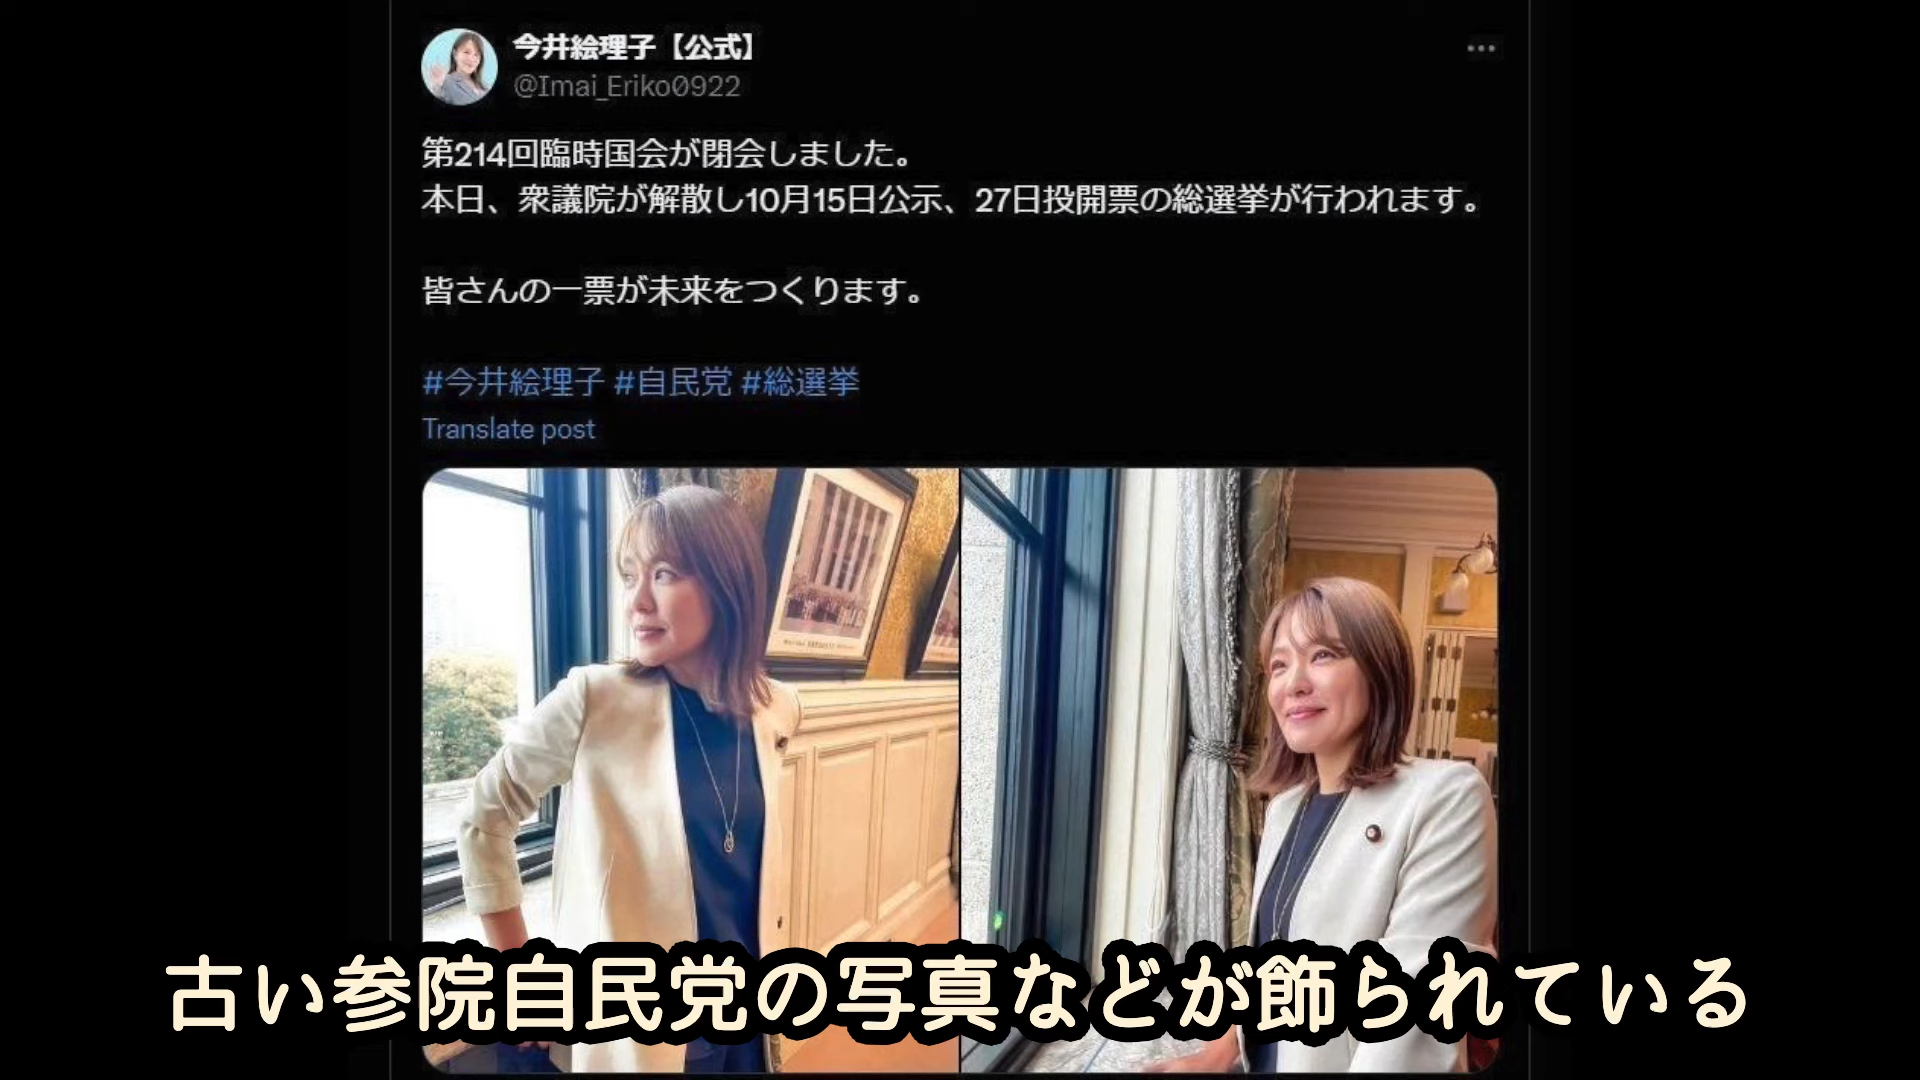 今井絵理子【公式】
@Imai_Eriko0922
第214回臨時国会が閉会しました。
本日、衆議院が解散し10月15日公示、27日投開票の総選挙が行われます。
皆さんの一票が未来をつくります。
#今井絵理子 #自民党 #総選挙
Translate post
古い参院自民党の写真などが飾られている